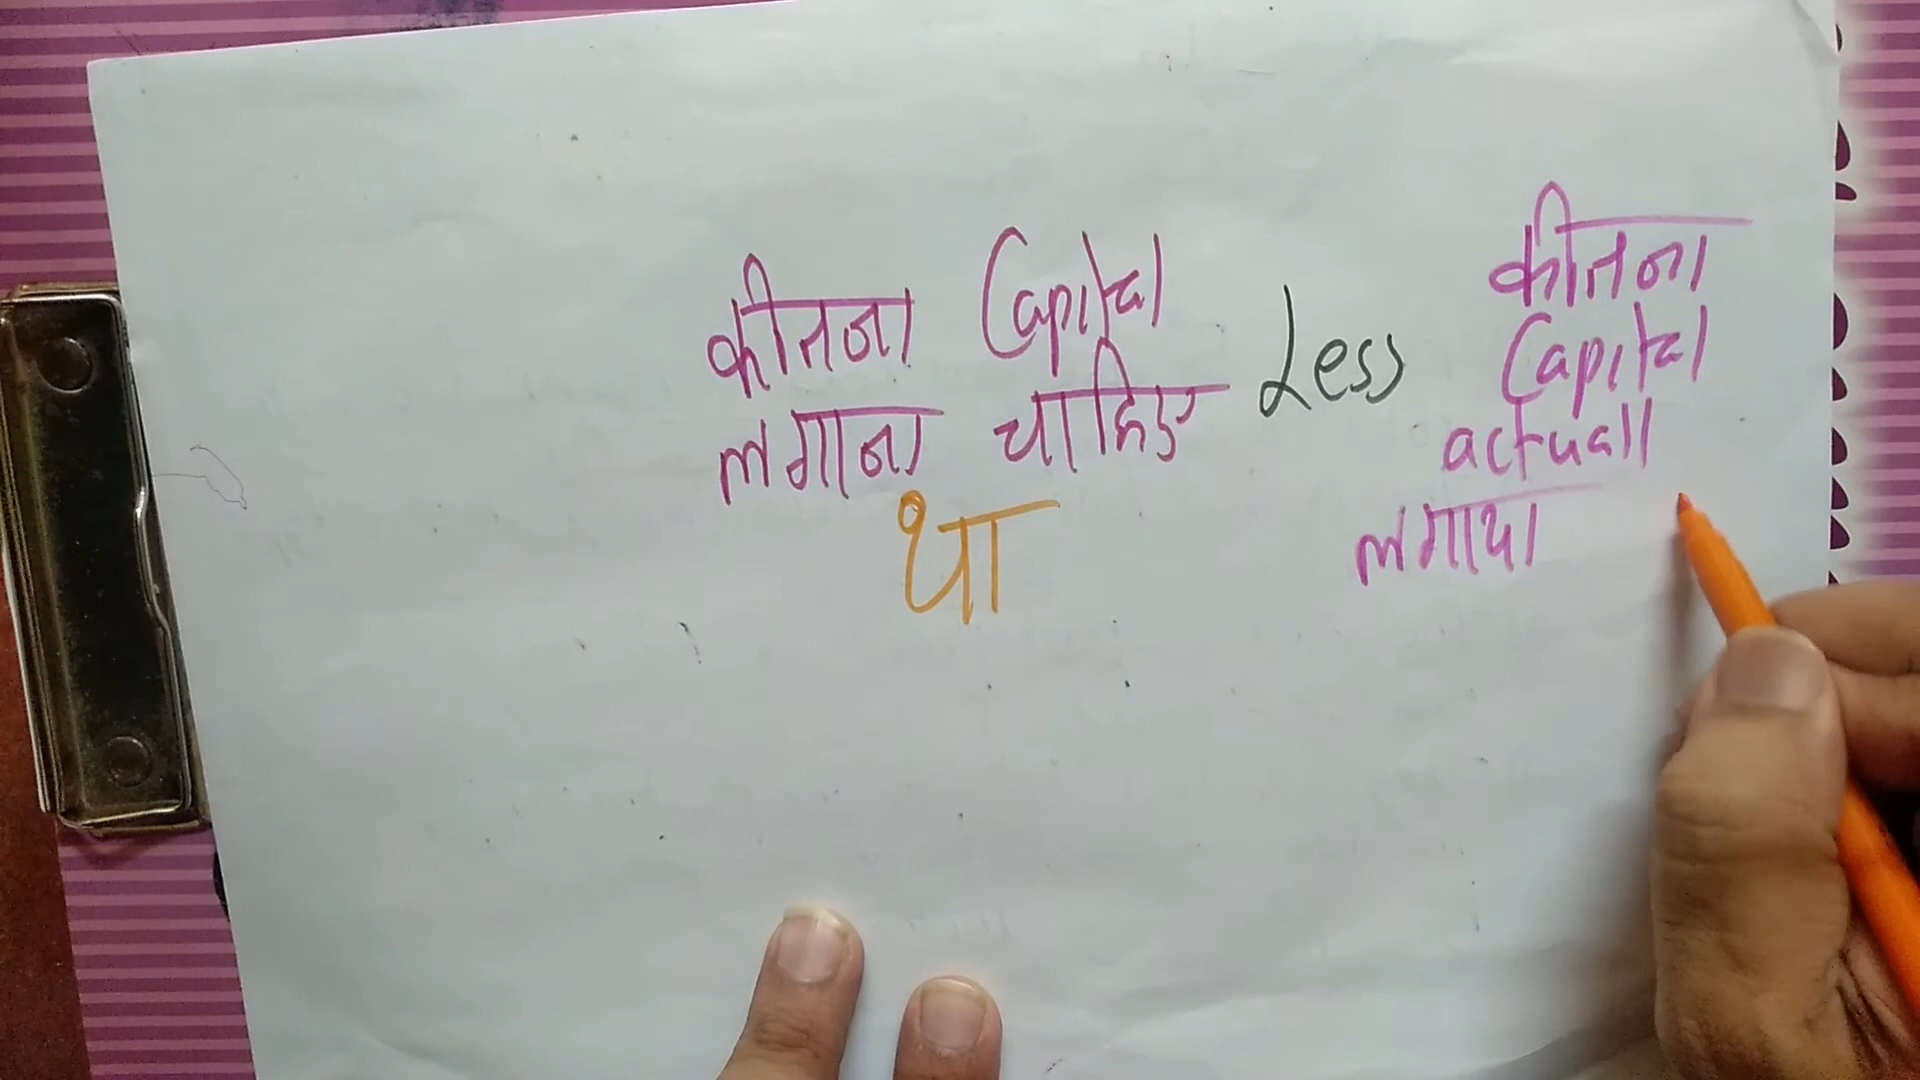 कीतना Capital
लगाना चाहिए
था
Less
कीतना
Capital
actuall
लगाया